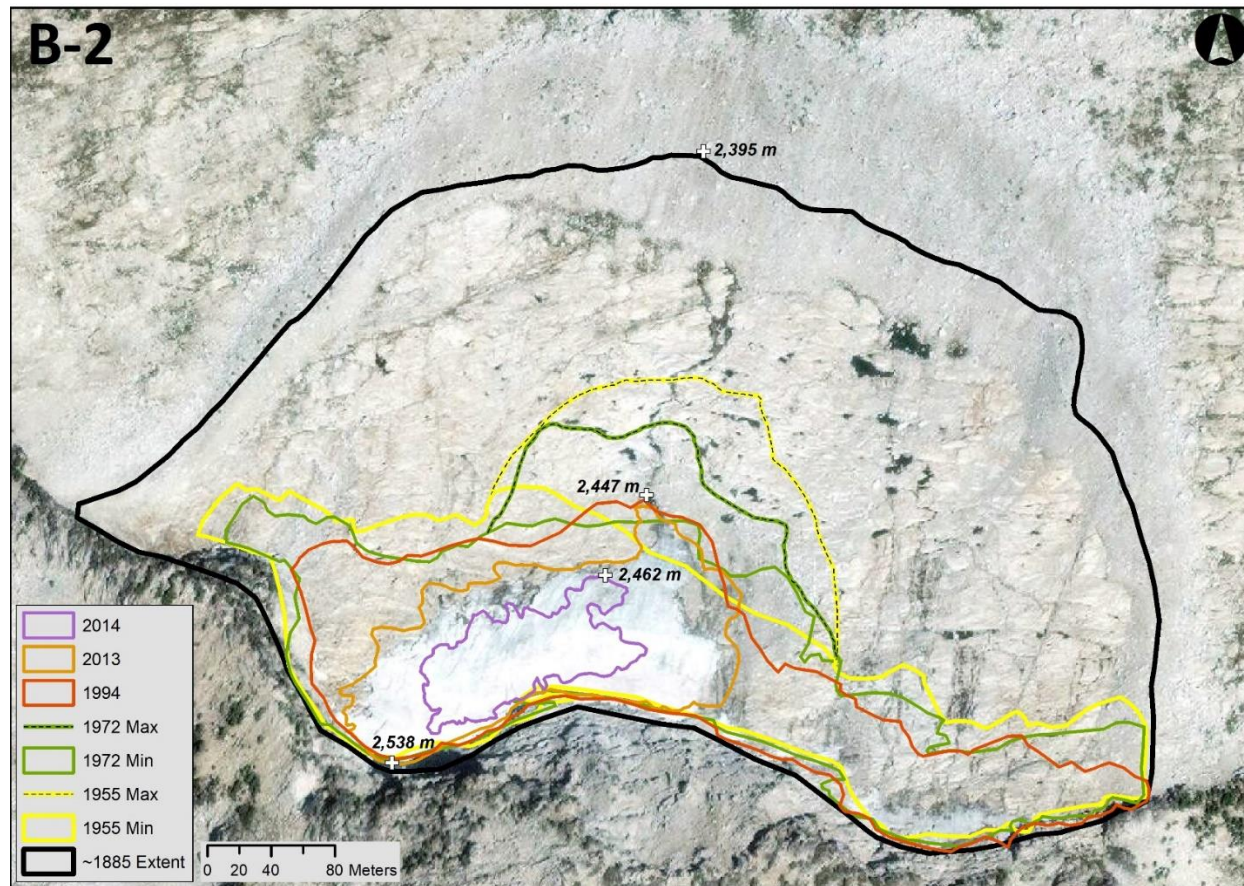 B-2
2,395 m
2,447 m
2,462 m
2,538 m
2014
2013
1994
1972 Max
1972 Min
1955 Max
1955 Min
~1885 Extent
0 20 40 80 Meters